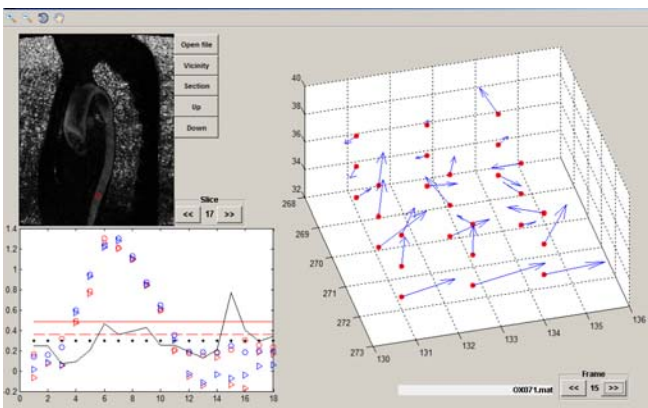 Open file
Vicinity
Section
Up
Down
Slice
<< 17 >>
1.4
1.2
1
0.8
0.6
0.4
0.2
0
-0.2
0 2 4 6 8 10 12 14 16 18
40
38
36
34
32
268
269
270
271
272
273
130 131 132 133 134 135 136
OX071.mat
Frame
<< 15 >>